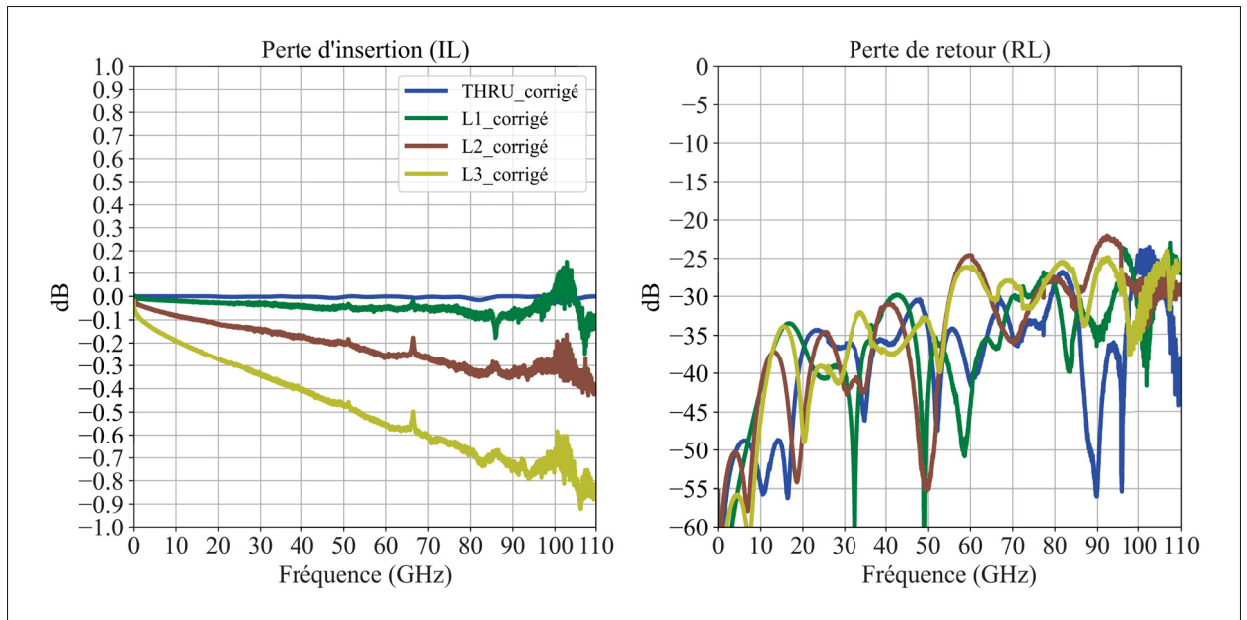 Perte d'insertion (IL)
1.0
0.9
0.8
0.7
0.6
0.5
0.4
0.3
0.2
0.1
0.0
−0.1
−0.2
−0.3
−0.4
−0.5
−0.6
−0.7
−0.8
−0.9
−1.0
dB
THRU_corrigé
L1_corrigé
L2_corrigé
L3_corrigé
0 10 20 30 40 50 60 70 80 90 100 110
Fréquence (GHz)
Perte de retour (RL)
0
−5
−10
−15
−20
−25
−30
−35
−40
−45
−50
−55
−60
dB
0 10 20 30 40 50 60 70 80 90 100 110
Fréquence (GHz)